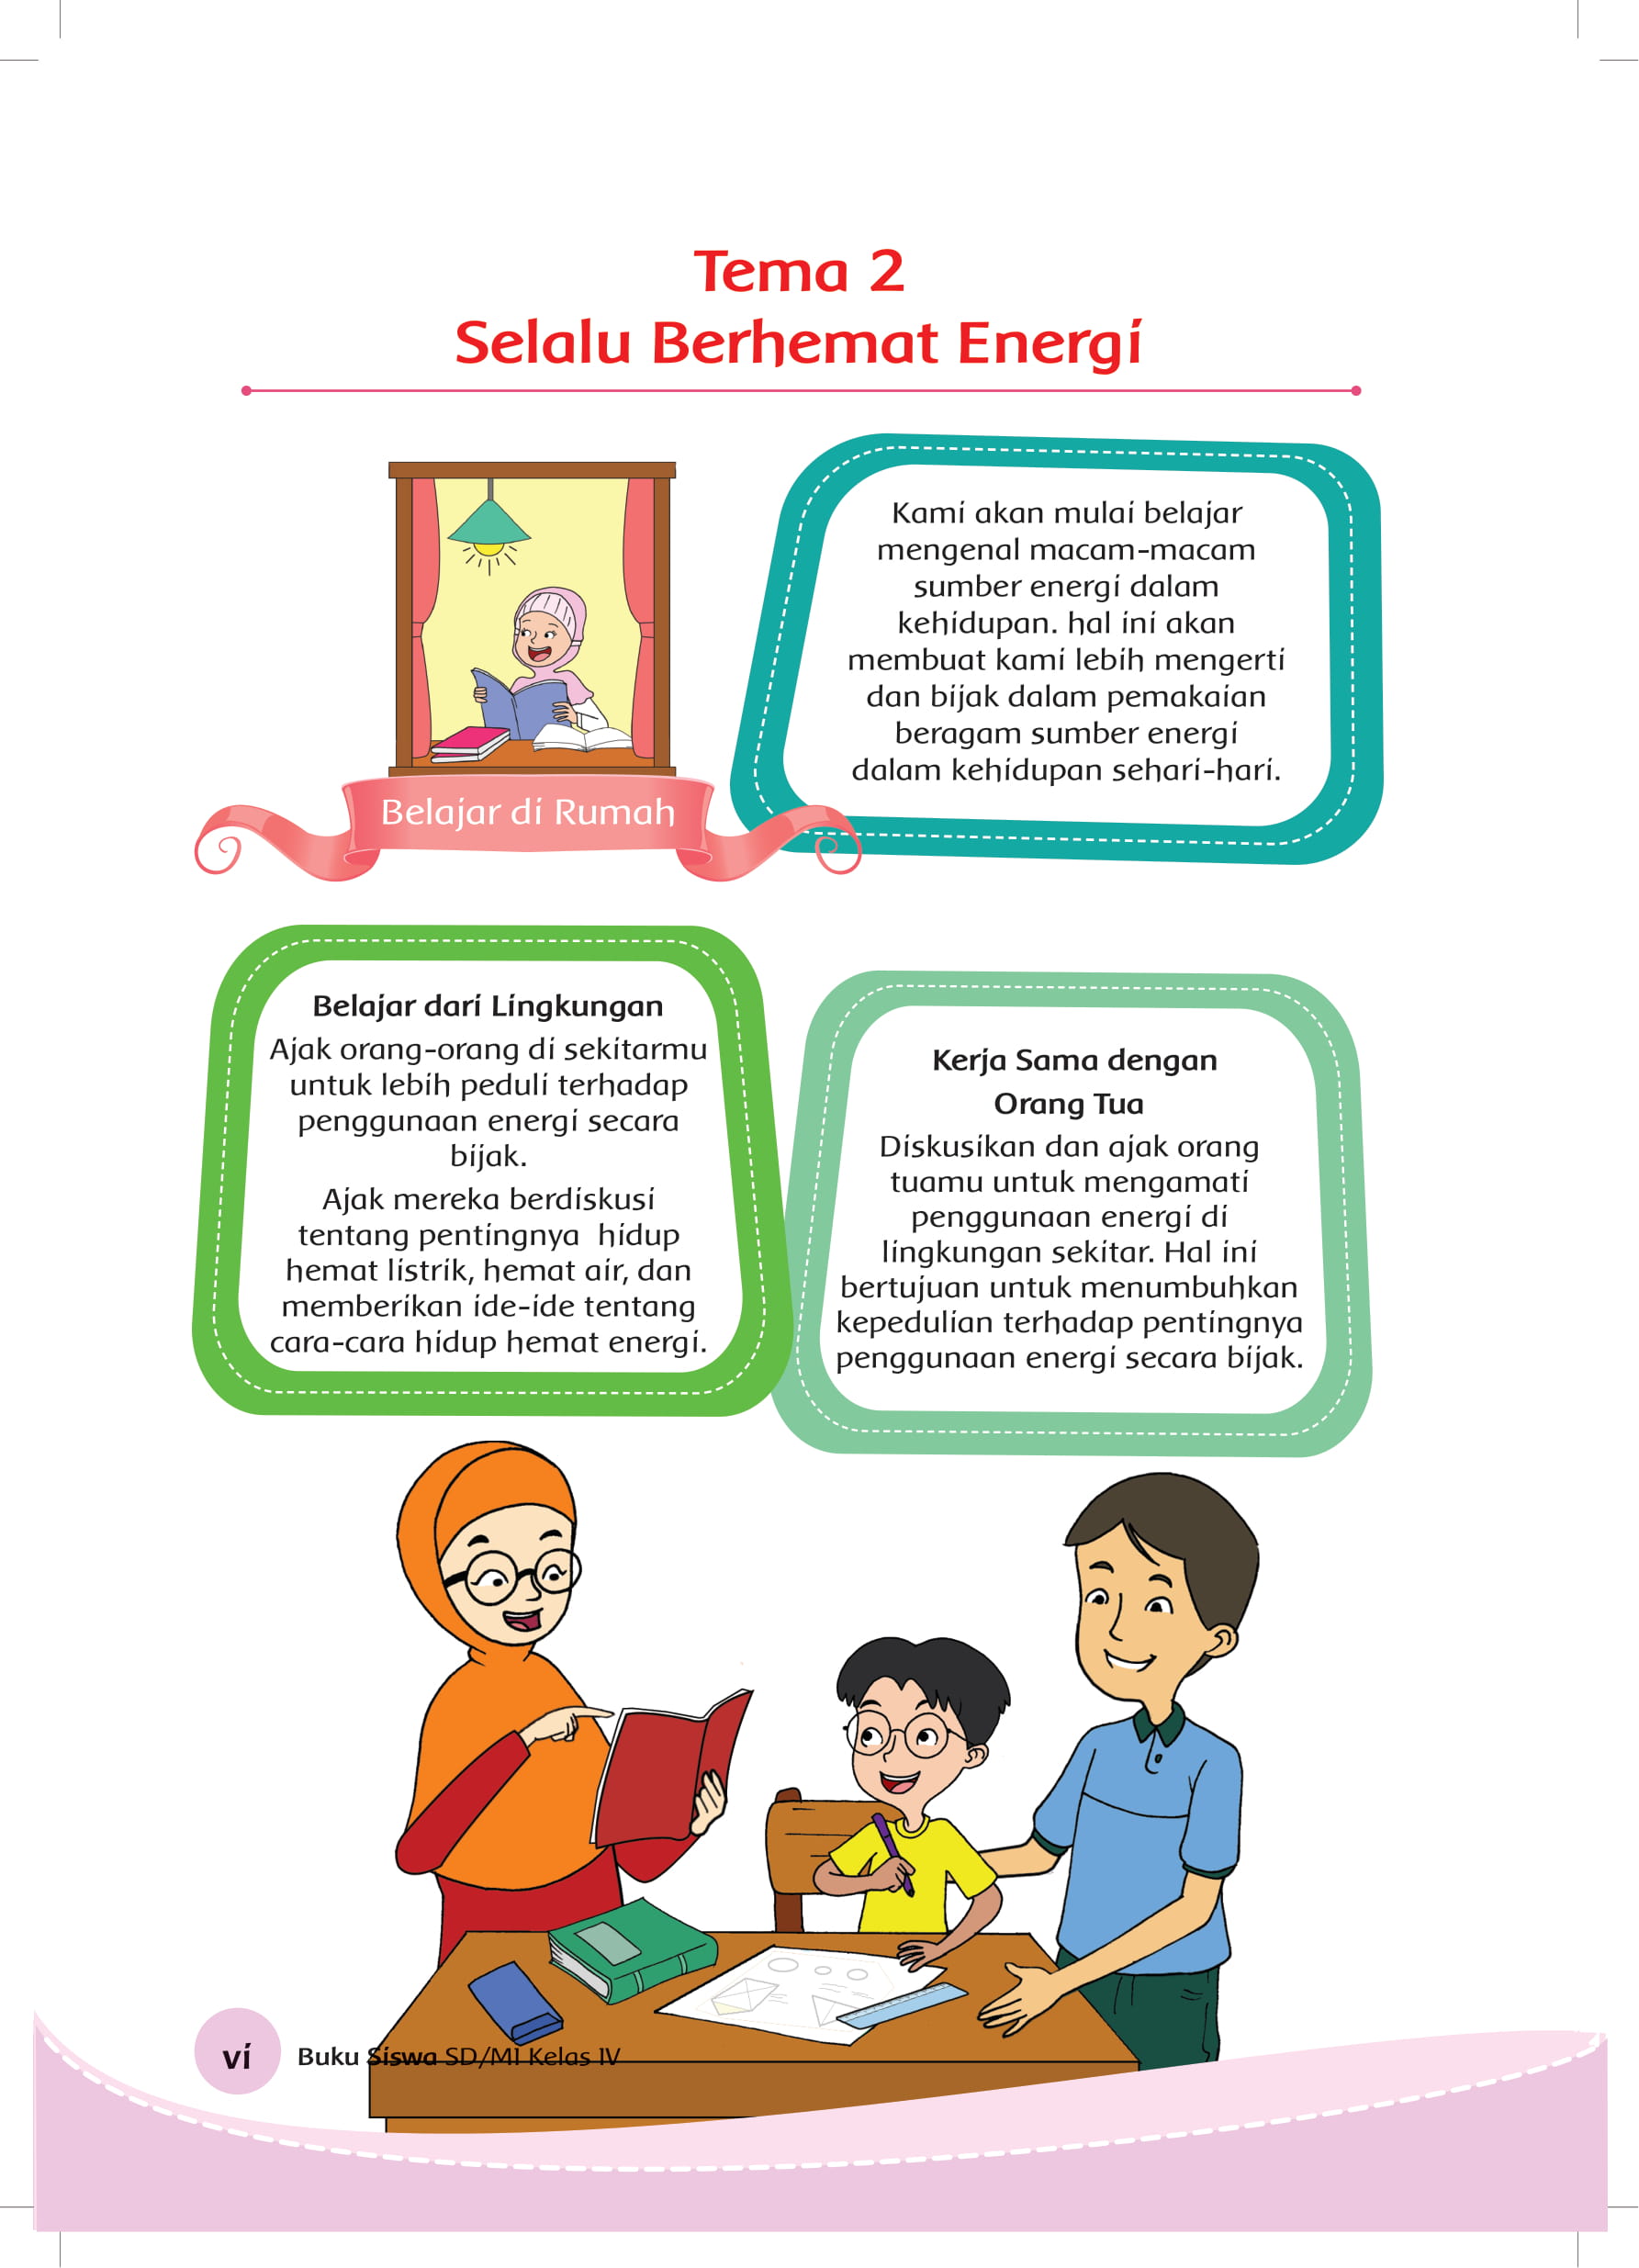 Tema 2
Selalu Berhemat Energi
Kami akan mulai belajar
mengenal macam-macam
sumber energi dalam
kehidupan. hal ini akan
membuat kami lebih mengerti
dan bijak dalam pemakaian
beragam sumber energi
dalam kehidupan sehari-hari.
Belajar di Rumah
Belajar dari Lingkungan
Ajak orang-orang di sekitarmu
untuk lebih peduli terhadap
penggunaan energi secara
bijak.
Ajak mereka berdiskusi
tentang pentingnya hidup
hemat listrik, hemat air, dan
memberikan ide-ide tentang
cara-cara hidup hemat energi.
Kerja Sama dengan
Orang Tua
Diskusikan dan ajak orang
tuamu untuk mengamati
penggunaan energi di
lingkungan sekitar. Hal ini
bertujuan untuk menumbuhkan
kepedulian terhadap pentingnya
penggunaan energi secara bijak.
vi
Buku Siswa SD/MI Kelas IV